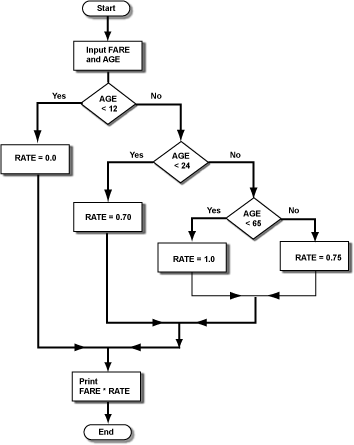 Start
Input FARE
and AGE
AGE
< 12
Yes
No
RATE = 0.0
AGE
< 24
Yes
No
RATE = 0.70
AGE
< 65
Yes
No
RATE = 1.0
RATE = 0.75
Print
FARE * RATE
End